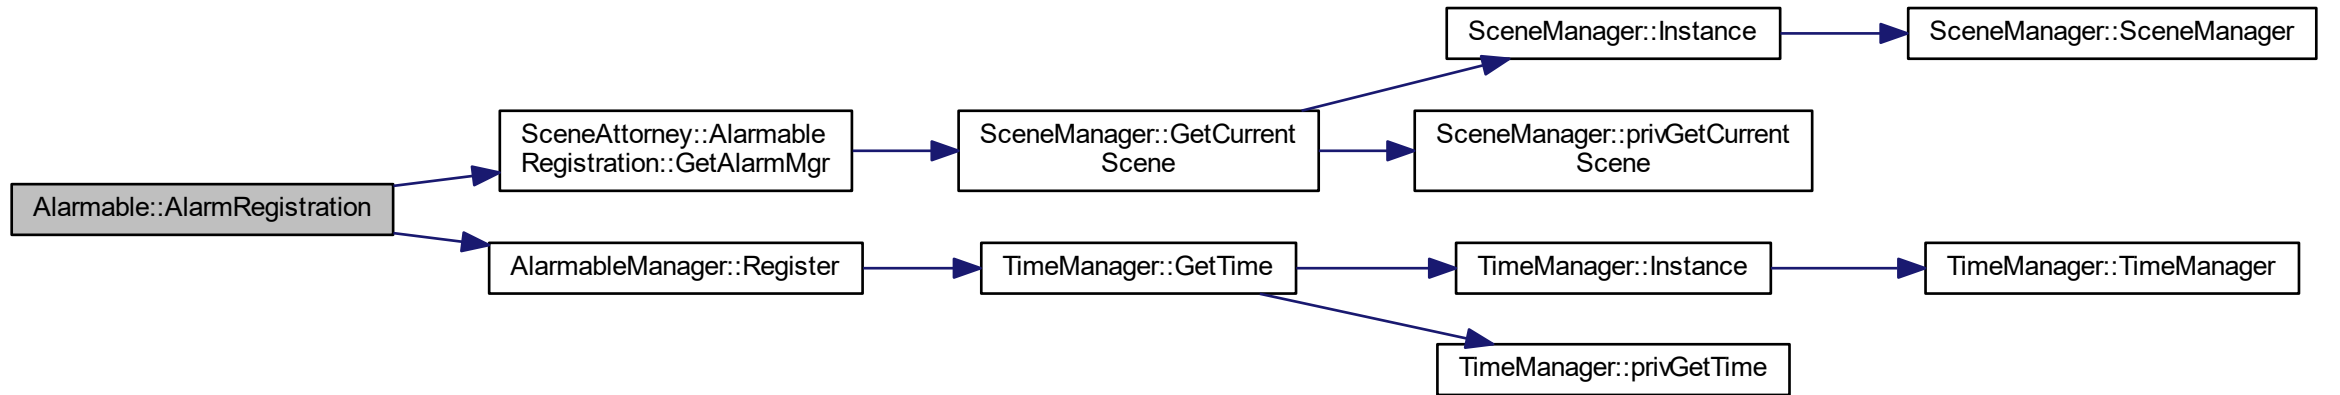 SceneManager::Instance
SceneManager::SceneManager
SceneAttorney::Alarmable
Registration::GetAlarmMgr
SceneManager::GetCurrent
Scene
SceneManager::privGetCurrent
Scene
Alarmable::AlarmRegistration
AlarmableManager::Register
TimeManager::GetTime
TimeManager::Instance
TimeManager::TimeManager
TimeManager::privGetTime